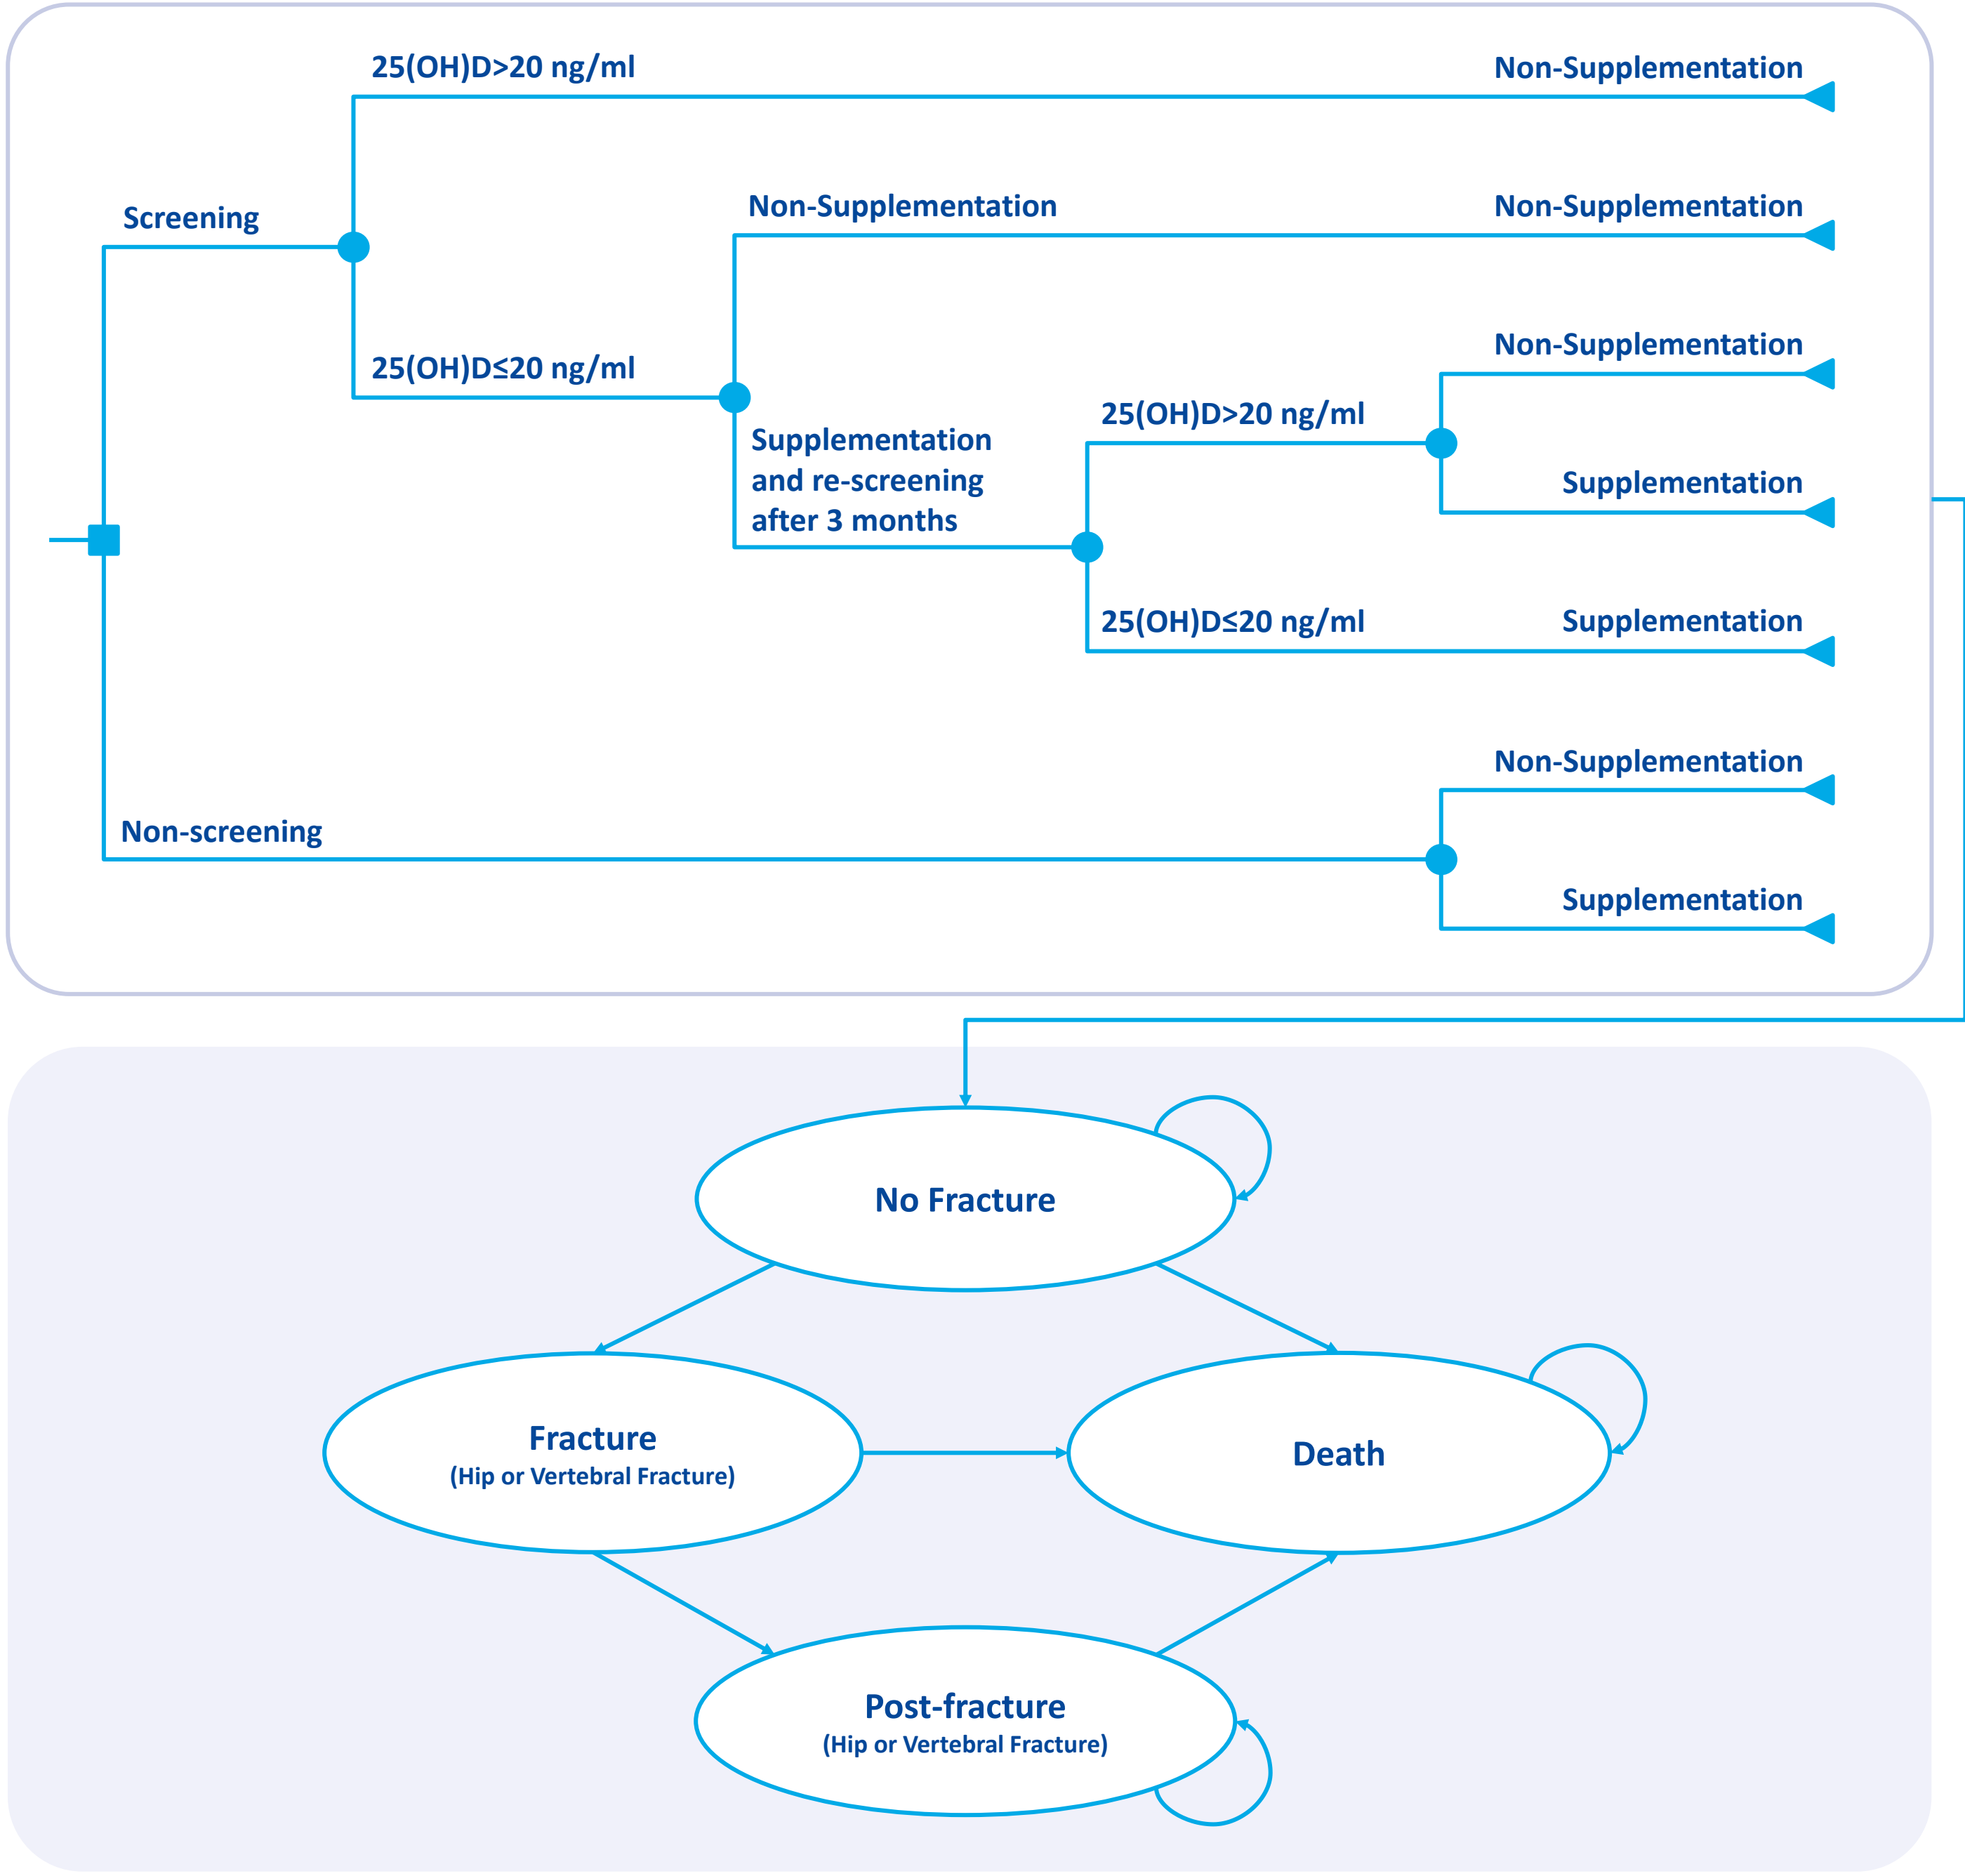 25(OH)D>20 ng/ml
Non-Supplementation
Screening
Non-Supplementation
Non-Supplementation
25(OH)D≤20 ng/ml
Non-Supplementation
25(OH)D>20 ng/ml
Supplementation
and re-screening
after 3 months
Supplementation
25(OH)D≤20 ng/ml
Supplementation
Non-Supplementation
Non-screening
Supplementation
No Fracture
Fracture
(Hip or Vertebral Fracture)
Death
Post-fracture
(Hip or Vertebral Fracture)